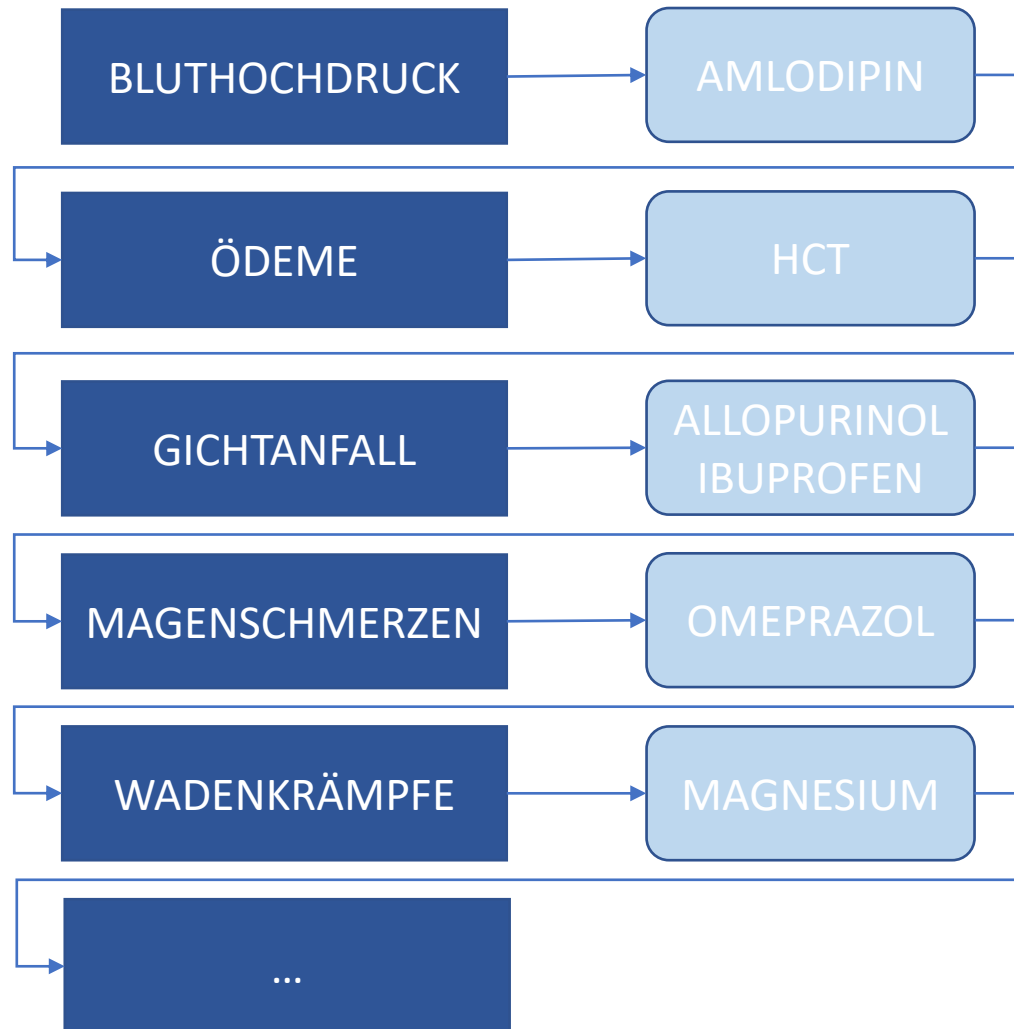 BLUTHOCHDRUCK
AMLODIPIN
ÖDEME
HCT
GICHTANFALL
ALLOPURINOL
IBUPROFEN
MAGENSCHMERZEN
OMEPRAZOL
WADENKRÄMPFE
MAGNESIUM
...